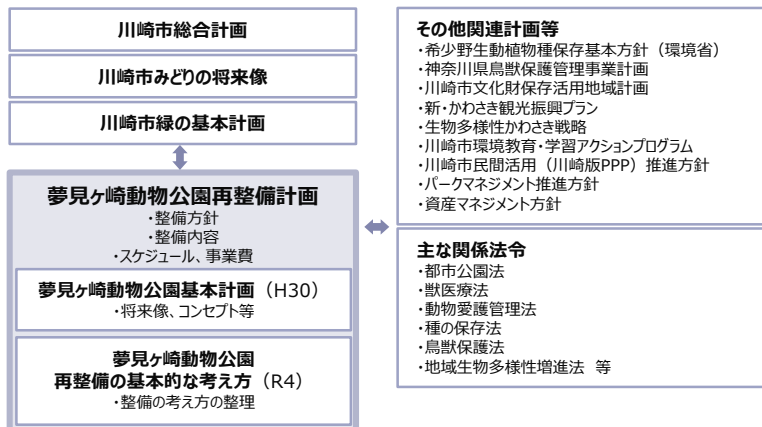 川崎市総合計画
川崎市みどりの将来像
川崎市緑の基本計画
夢見ヶ崎動物公園再整備計画
・整備方針
・整備内容
・スケジュール、事業費
夢見ヶ崎動物公園基本計画（H30）
・将来像、コンセプト等
夢見ヶ崎動物公園
再整備の基本的な考え方（R4）
・整備の考え方の整理
その他関連計画等
・希少野生動植物種保存基本方針（環境省）
・神奈川県鳥獣保護管理事業計画
・川崎市文化財保存活用地域計画
・新・かわさき観光振興プラン
・生物多様性かわさき戦略
・川崎市環境教育・学習アクションプログラム
・川崎市民間活用（川崎版PPP）推進方針
・パークマネジメント推進方針
・資産マネジメント方針
主な関係法令
・都市公園法
・獣医療法
・動物愛護管理法
・種の保存法
・鳥獣保護法
・地域生物多様性増進法 等